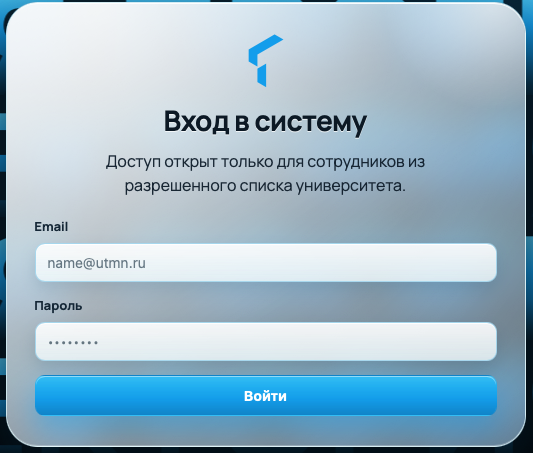 Вход в систему
Доступ открыт только для сотрудников из
разрешенного списка университета.
Email
name@utmn.ru
Пароль
••••••••
Войти